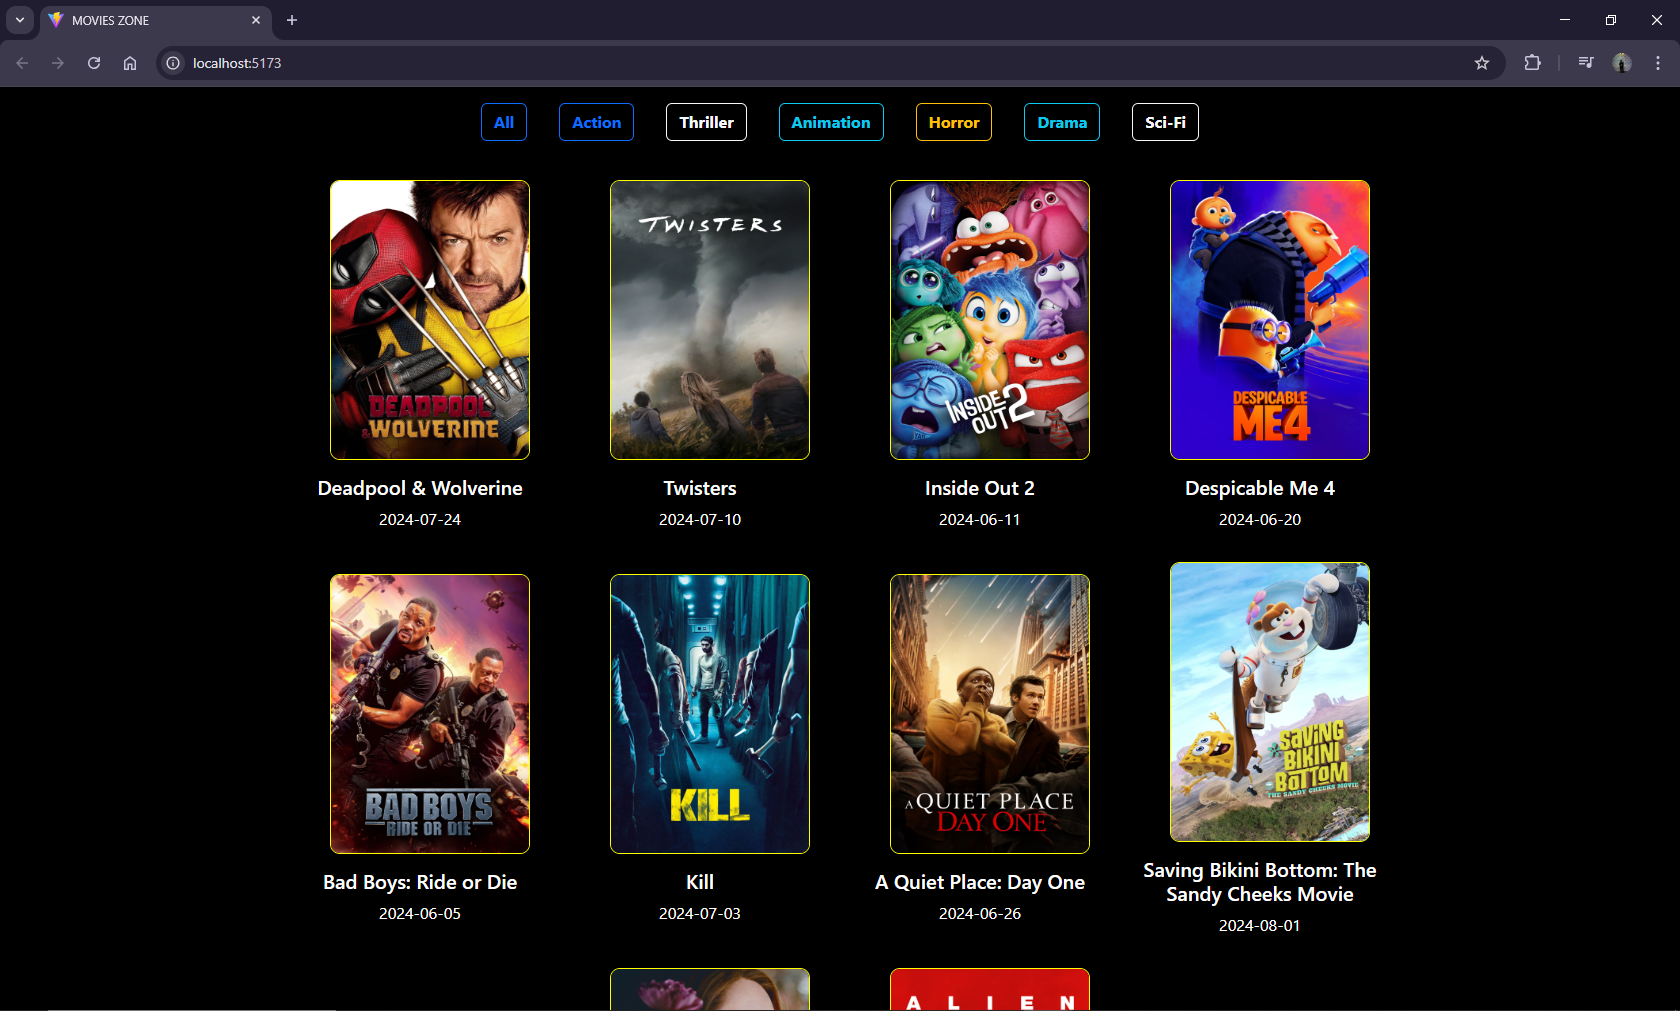 MOVIES ZONE
localhost:5173
All
Action
Thriller
Animation
Horror
Drama
Sci-Fi
DEADPOOL
& WOLVERINE
Deadpool & Wolverine
2024-07-24
TWISTERS
Twisters
2024-07-10
INSIDE
OUT 2
Inside Out 2
2024-06-11
DESPICABLE
ME4
Despicable Me 4
2024-06-20
BAD BOYS
RIDE OR DIE
Bad Boys: Ride or Die
2024-06-05
KILL
Kill
2024-07-03
A QUIET PLACE
DAY ONE
A Quiet Place: Day One
2024-06-26
SAVING
BIKINI
BOTTOM
THE SANDY CHEEKS MOVIE
Saving Bikini Bottom: The
Sandy Cheeks Movie
2024-08-01
ALIEN